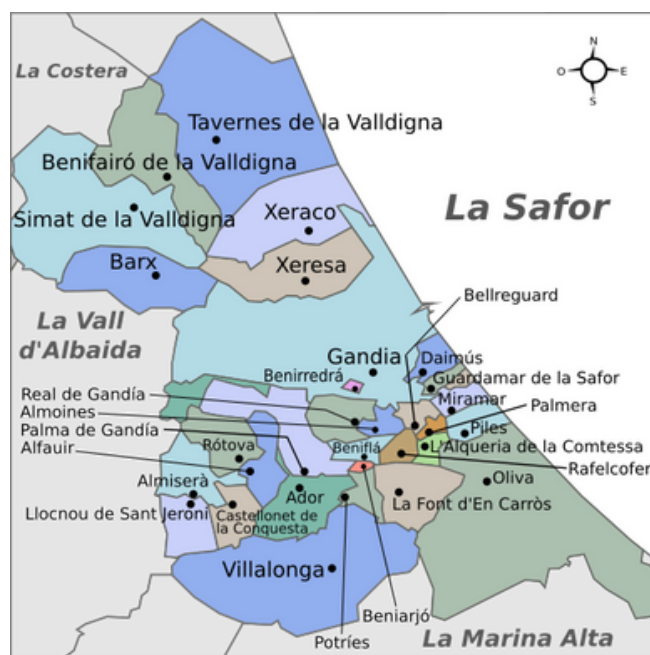 La Costera
N
O
E
S
Tavernes de la Valldigna
Benifairó de la Valldigna
Simat de la Valldigna
Xeraco
La Safor
Barx
Xeresa
Bellreguard
La Vall
d'Albaida
Gandia
Daimús
Benirredrá
Guardamar de la Safor
Real de Gandía
Miramar
Almoines
Palmera
Palma de Gandía
Piles
Alfauir
Rótova
Beniflá
L'Alqueria de la Comtessa
Rafelcofer
Almiserà
Ador
Oliva
Llocnou de Sant Jeroni
Castellonet
de la Conquesta
La Font d'En Carròs
Villalonga
Beniarjó
Potríes
La Marina Alta